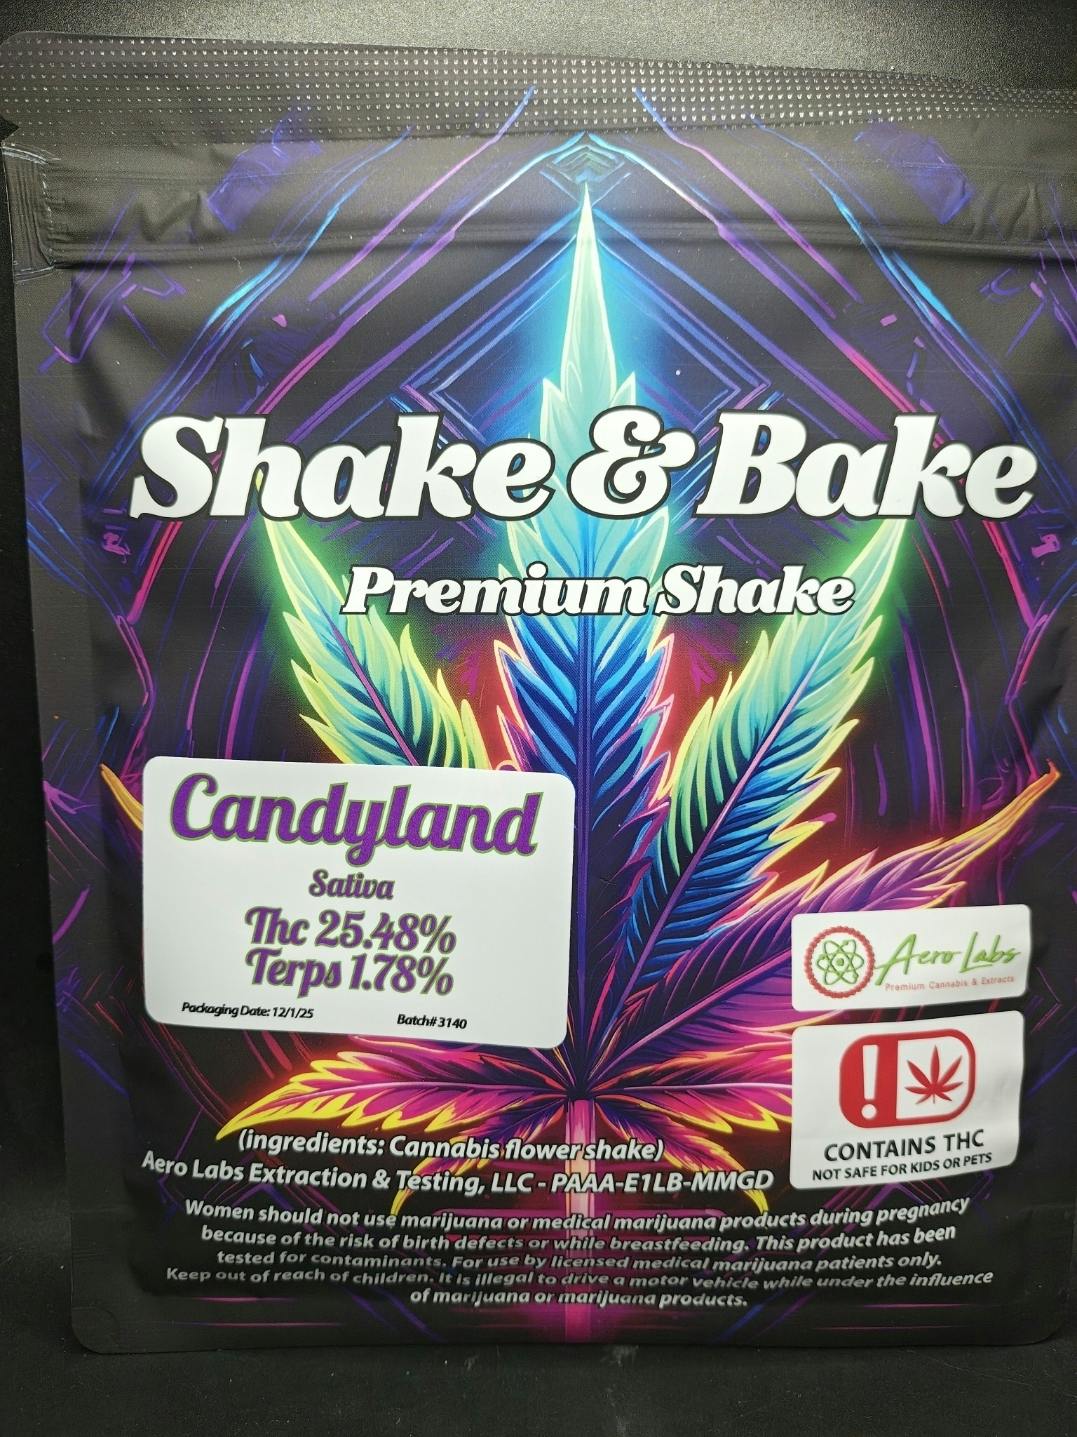 Shake & Bake
Premium Shake
Candyland
Sativa
Thc 25.48%
Terps 1.78%
Packaging Date: 12/1/25 Batch# 3140
Aero Labs
Premium Cannabis & Extracts
!
CONTAINS THC
NOT SAFE FOR KIDS OR PETS
(ingredients: Cannabis flower shake)
Aero Labs Extraction & Testing, LLC - PAAA-E1LB-MMGD
Women should not use marijuana or medical marijuana products during pregnancy
because of the risk of birth defects or while breastfeeding. This product has been
tested for contaminants. For use by licensed medical marijuana patients only.
Keep out of reach of children. It is illegal to drive a motor vehicle while under the influence
of marijuana or marijuana products.